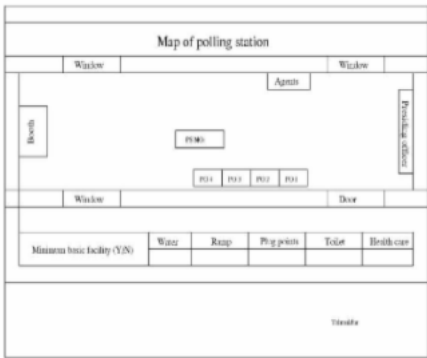 Map of polling station
Window Window
Agents
Booth
Presiding officer
PO4 PO3 PO2 PO1
Window Door
Minimum basic facility (Y/N) Water Ramp Plug points Toilet Health care